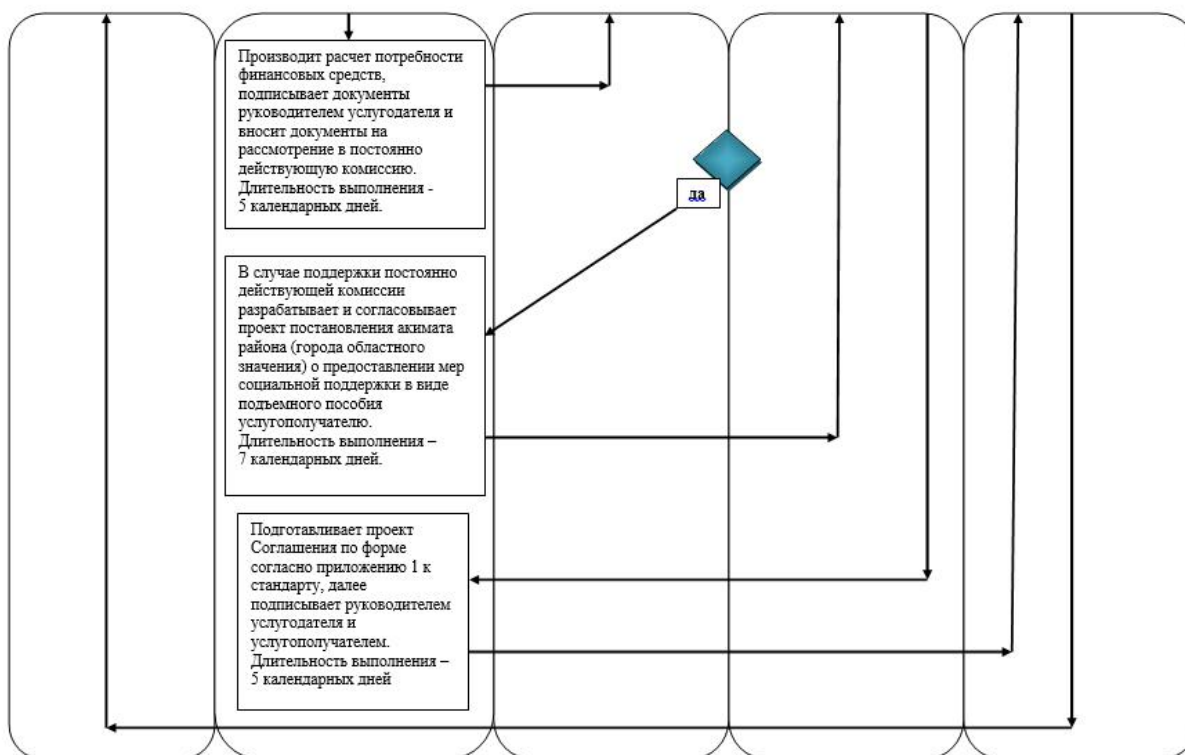 Производит расчет потребности
финансовых средств,
подписывает документы
руководителем услугодателя и
вносит документы на
рассмотрение в постоянно
действующую комиссию.
Длительность выполнения -
5 календарных дней.
да
В случае поддержки постоянно
действующей комиссии
разрабатывает и согласовывает
проект постановления акимата
района (города областного
значения) о предоставлении мер
социальной поддержки в виде
подъемного пособия
услугополучателю.
Длительность выполнения –
7 календарных дней.
Подготавливает проект
Соглашения по форме
согласно приложению 1 к
стандарту, далее
подписывает руководителем
услугодателя и
услугополучателем.
Длительность выполнения –
5 календарных дней